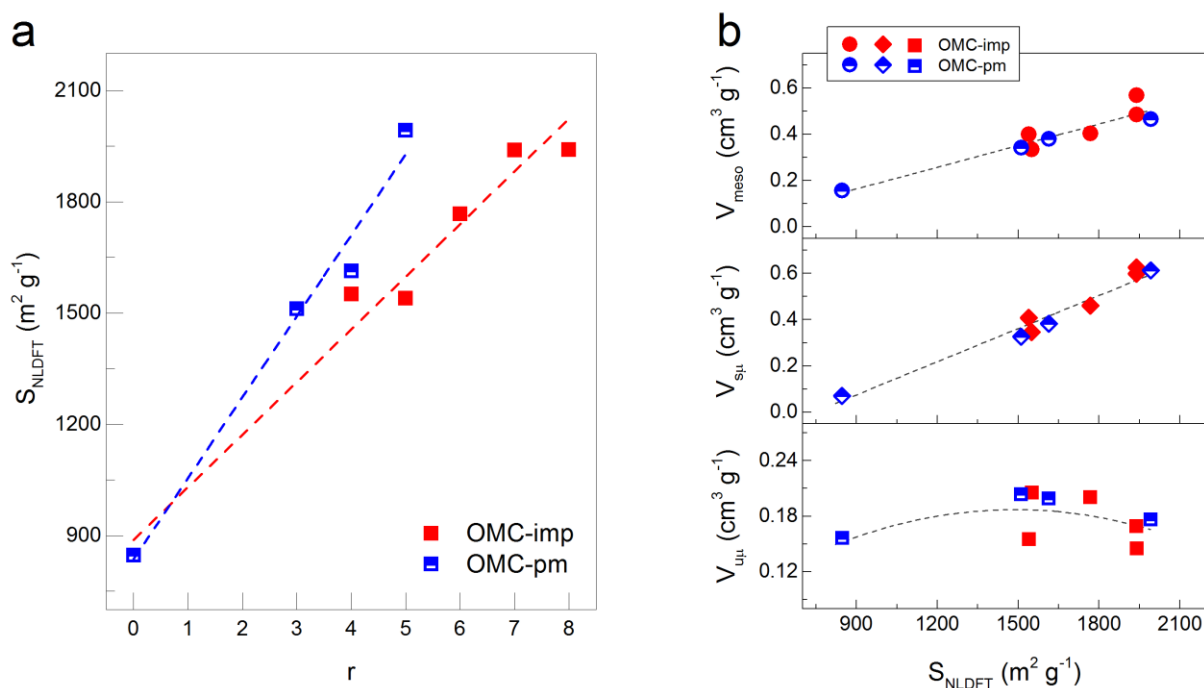 a
S_NLDFT (m² g⁻¹)
2100
1800
1500
1200
900
0 1 2 3 4 5 6 7 8
r
OMC-imp
OMC-pm
b
OMC-imp
OMC-pm
V_meso (cm³ g⁻¹)
0.6
0.4
0.2
0.0
V_sμ (cm³ g⁻¹)
0.6
0.4
0.2
0.0
V_uμ (cm³ g⁻¹)
0.24
0.18
0.12
900 1200 1500 1800 2100
S_NLDFT (m² g⁻¹)